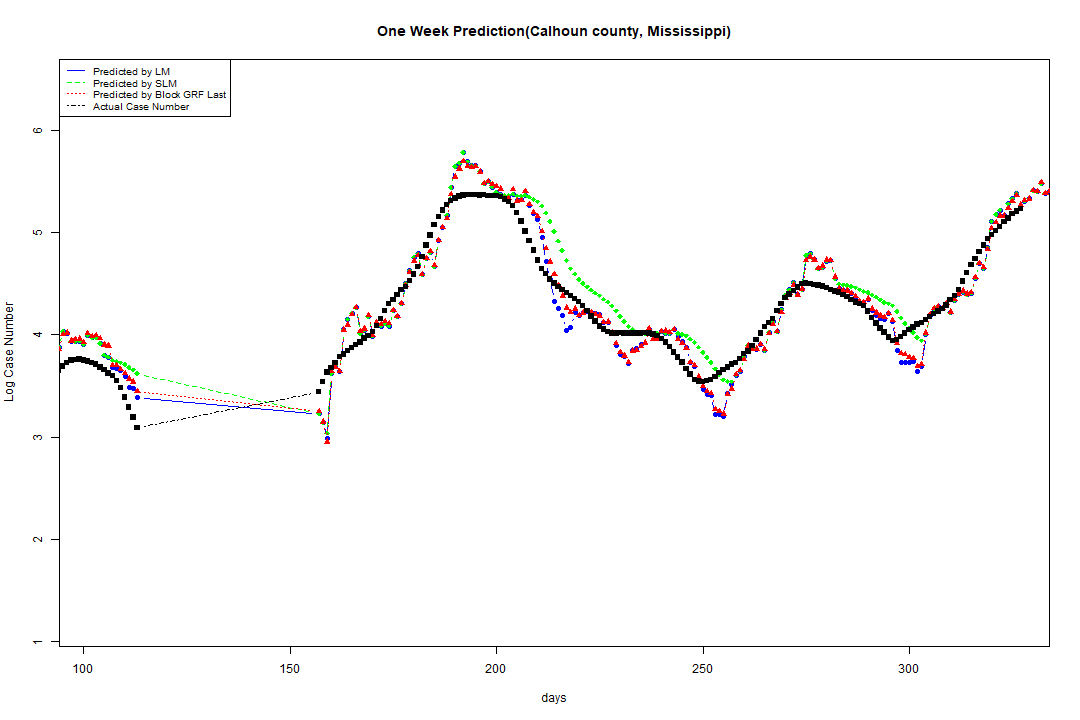 One Week Prediction(Calhoun county, Mississippi)
Predicted by LM
Predicted by SLM
Predicted by Block GRF Last
Actual Case Number
6
5
4
3
2
1
Log Case Number
100 150 200 250 300
days